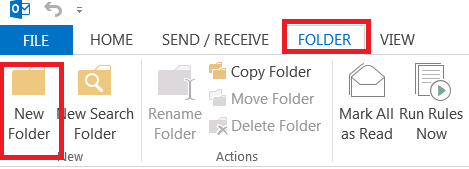 FILE HOME SEND / RECEIVE FOLDER VIEW
New Folder
New Search Folder
Rename Folder
Copy Folder
Move Folder
Delete Folder
Mark All as Read
Run Rules Now
New
Actions